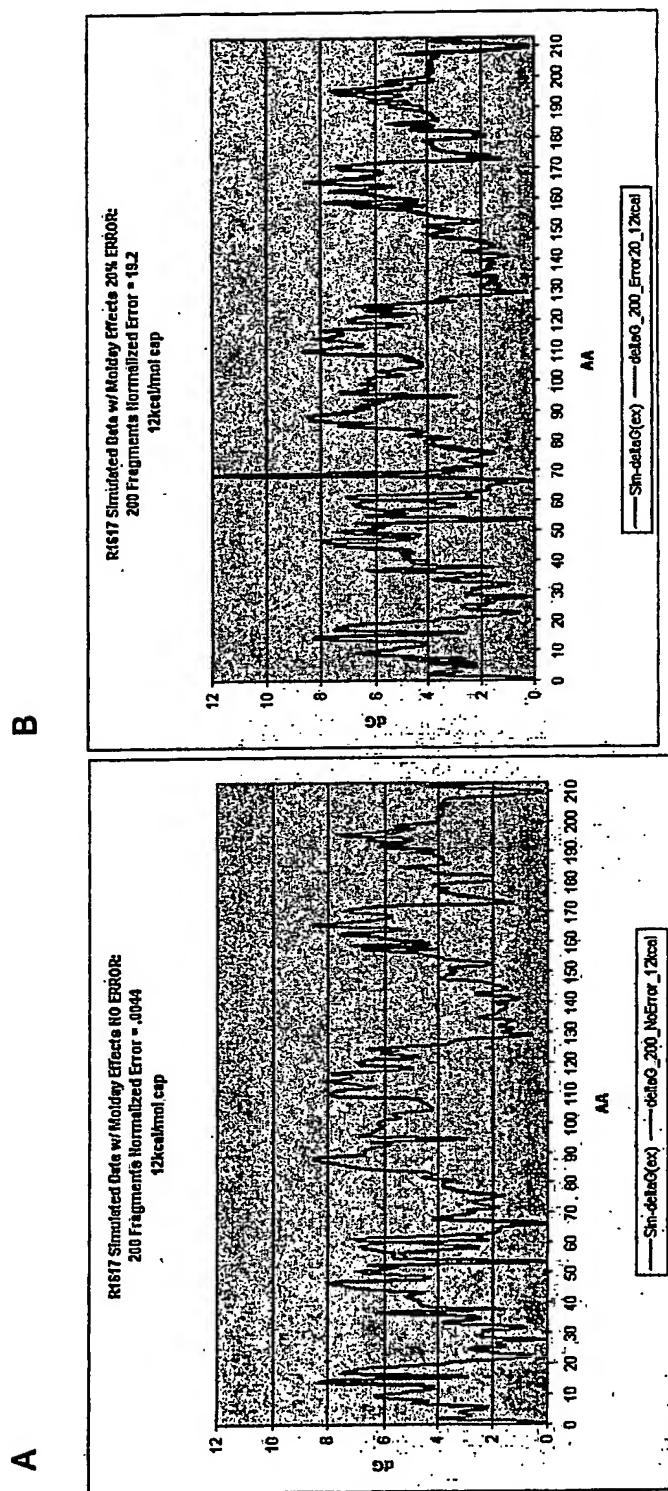 A
RI617 Simulated Data w/ Molday Effects NO ERROR:
200 Fragments Normalized Error = .0044
12kcal/mol cap
12
10
8
6
4
2
0
dG
0 10 20 30 40 50 60 70 80 90 100 110 120 130 140 150 160 170 180 190 200 210
AA
Sim-deltaG(ex) deltaG_200_NoError_12kcal
B
RI617 Simulated Data w/ Molday Effects 20% ERROR:
200 Fragments Normalized Error = 19.2
12kcal/mol cap
12
10
8
6
4
2
0
dG
0 10 20 30 40 50 60 70 80 90 100 110 120 130 140 150 160 170 180 190 200 210
AA
Sim-deltaG(ex) deltaG_200_Error20_12kcal